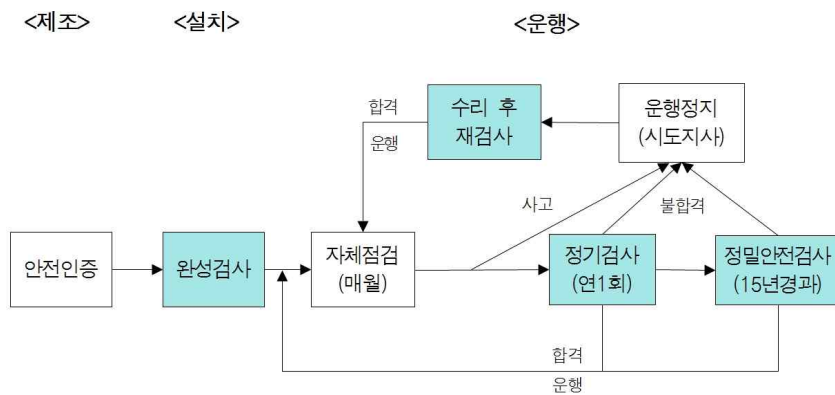 <제조> <설치> <운행>
합격
운행
수리 후
재검사
운행정지
(시도지사)
사고
불합격
안전인증
완성검사
자체점검
(매월)
정기검사
(연1회)
정밀안전검사
(15년경과)
합격
운행